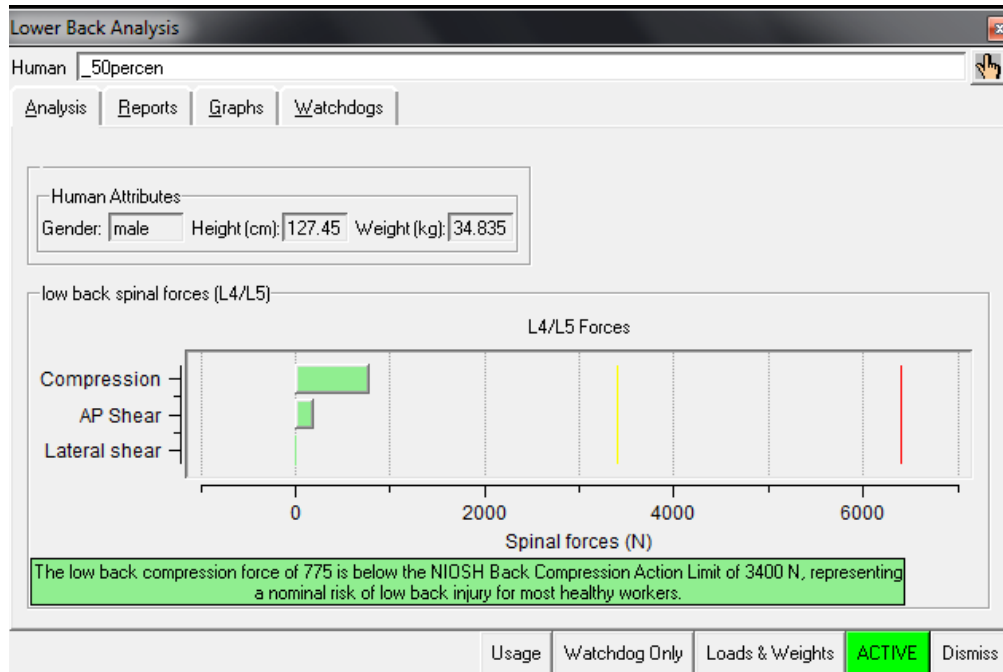 Lower Back Analysis
Human _50percen
Analysis Reports Graphs Watchdogs
Human Attributes
Gender: male Height (cm): 127.45 Weight (kg): 34.835
low back spinal forces (L4/L5)
L4/L5 Forces
Compression
AP Shear
Lateral shear
0 2000 4000 6000
Spinal forces (N)
The low back compression force of 775 is below the NIOSH Back Compression Action Limit of 3400 N, representing
a nominal risk of low back injury for most healthy workers.
Usage Watchdog Only Loads & Weights ACTIVE Dismiss